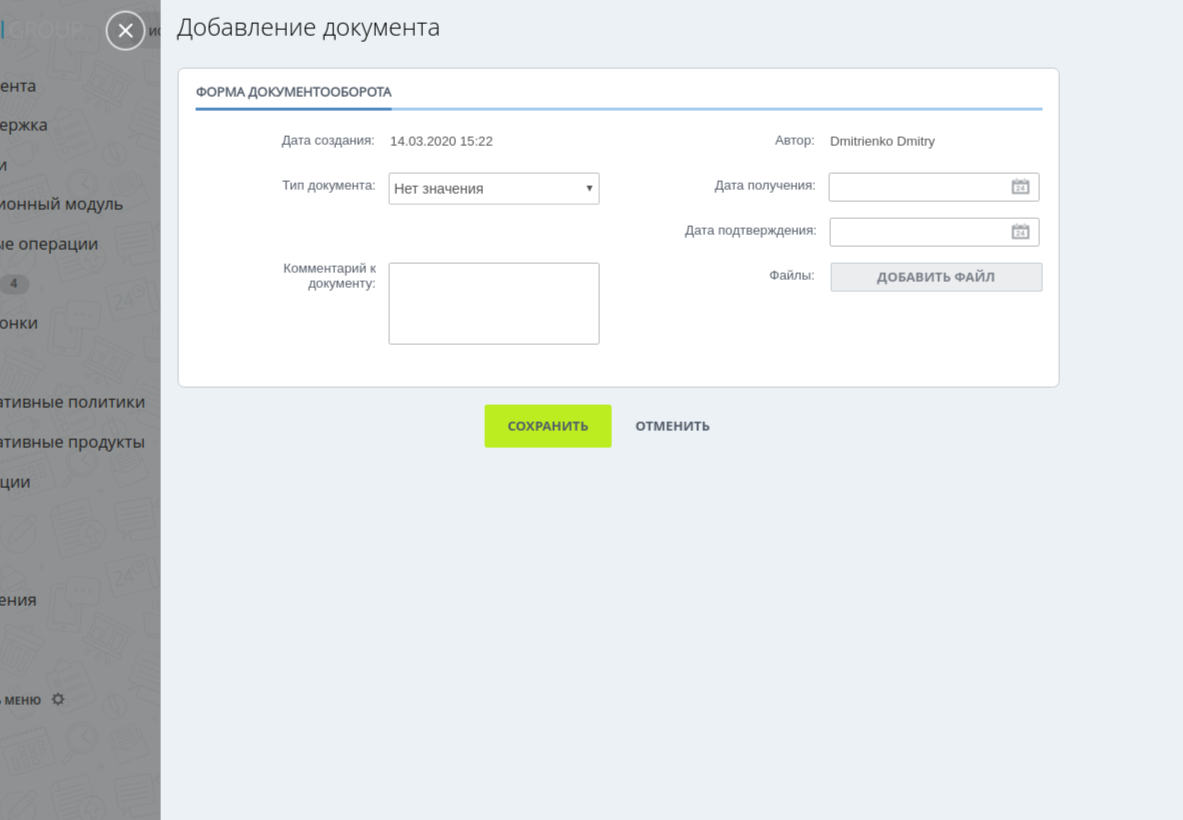 GROUP
Добавление документа
ФОРМА ДОКУМЕНТООБОРОТА
Дата создания: 14.03.2020 15:22
Автор: Dmitrienko Dmitry
Тип документа: Нет значения
Дата получения:
Дата подтверждения:
Комментарий к
документу:
Файлы: ДОБАВИТЬ ФАЙЛ
СОХРАНИТЬ ОТМЕНИТЬ
ента
ержка
и
ионный модуль
ые операции
4
онки
ативные политики
ативные продукты
ции
ения
МЕНЮ